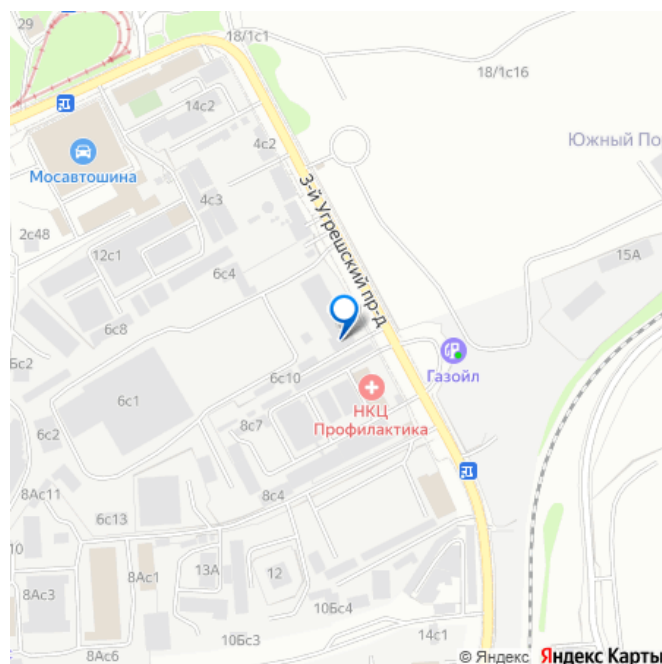 29
18/1с1
18/1с16
14с2
4с2
Южный По
Мосавтошина
4с3
3-й Угрешский пр-д
2с48
12с1
6с4
15А
6с8
Бс2
Газойл
6с10
6с1
НКЦ
Профилактика
8с7
6с2
8Ас11
8с4
6с13
10
8Ас1
13А
12
8Ас3
10Бс4
14с1
10Бс3
8Ас6
© Яндекс Яндекс Карты